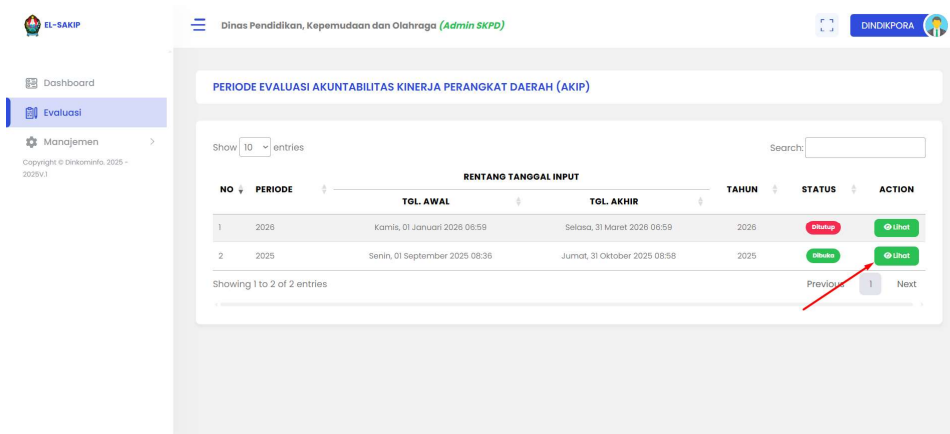 EL-SAKIP
Dinas Pendidikan, Kepemudaan dan Olahraga (Admin SKPD)
DINDIKPORA
Dashboard
Evaluasi
Manajemen
Copyright © Dinkominfo. 2025 -
2025V.1
PERIODE EVALUASI AKUNTABILITAS KINERJA PERANGKAT DAERAH (AKIP)
Show 10 entries
Search:
RENTANG TANGGAL INPUT
NO PERIODE TAHUN STATUS ACTION
TGL. AWAL TGL. AKHIR
1 2026 Kamis, 01 Januari 2026 06:59 Selasa, 31 Maret 2026 06:59 2026 Ditutup Lihat
2 2025 Senin, 01 September 2025 08:36 Jumat, 31 Oktober 2025 08:58 2025 Dibuka Lihat
Showing 1 to 2 of 2 entries
Previous 1 Next